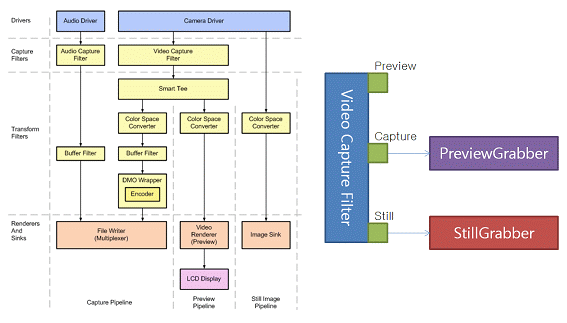 Drivers
Audio Driver
Camera Driver
Capture
Filters
Audio Capture
Filter
Video Capture
Filter
Smart Tee
Transform
Filters
Color Space
Converter
Color Space
Converter
Color Space
Converter
Buffer Filter
Buffer Filter
DMO Wrapper
Encoder
Renderers
And
Sinks
File Writer
(Multiplexer)
Video
Renderer
(Preview)
Image Sink
LCD Display
Capture Pipeline
Preview
Pipeline
Still Image
Pipeline
Video Capture Filter
Preview
Capture
PreviewGrabber
Still
StillGrabber